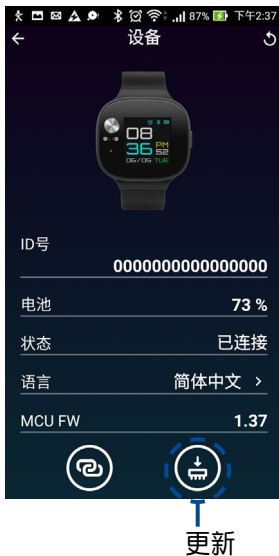 87% 下午2:37
设备
08
36 PM
52
06/05 TUE
ID号
0000000000000000
电池 73 %
状态 已连接
语言 简体中文
MCU FW 1.37
更新